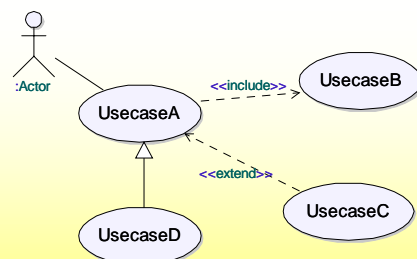 :Actor
UsecaseA
<<include>>
UsecaseB
<<extend>>
UsecaseC
UsecaseD